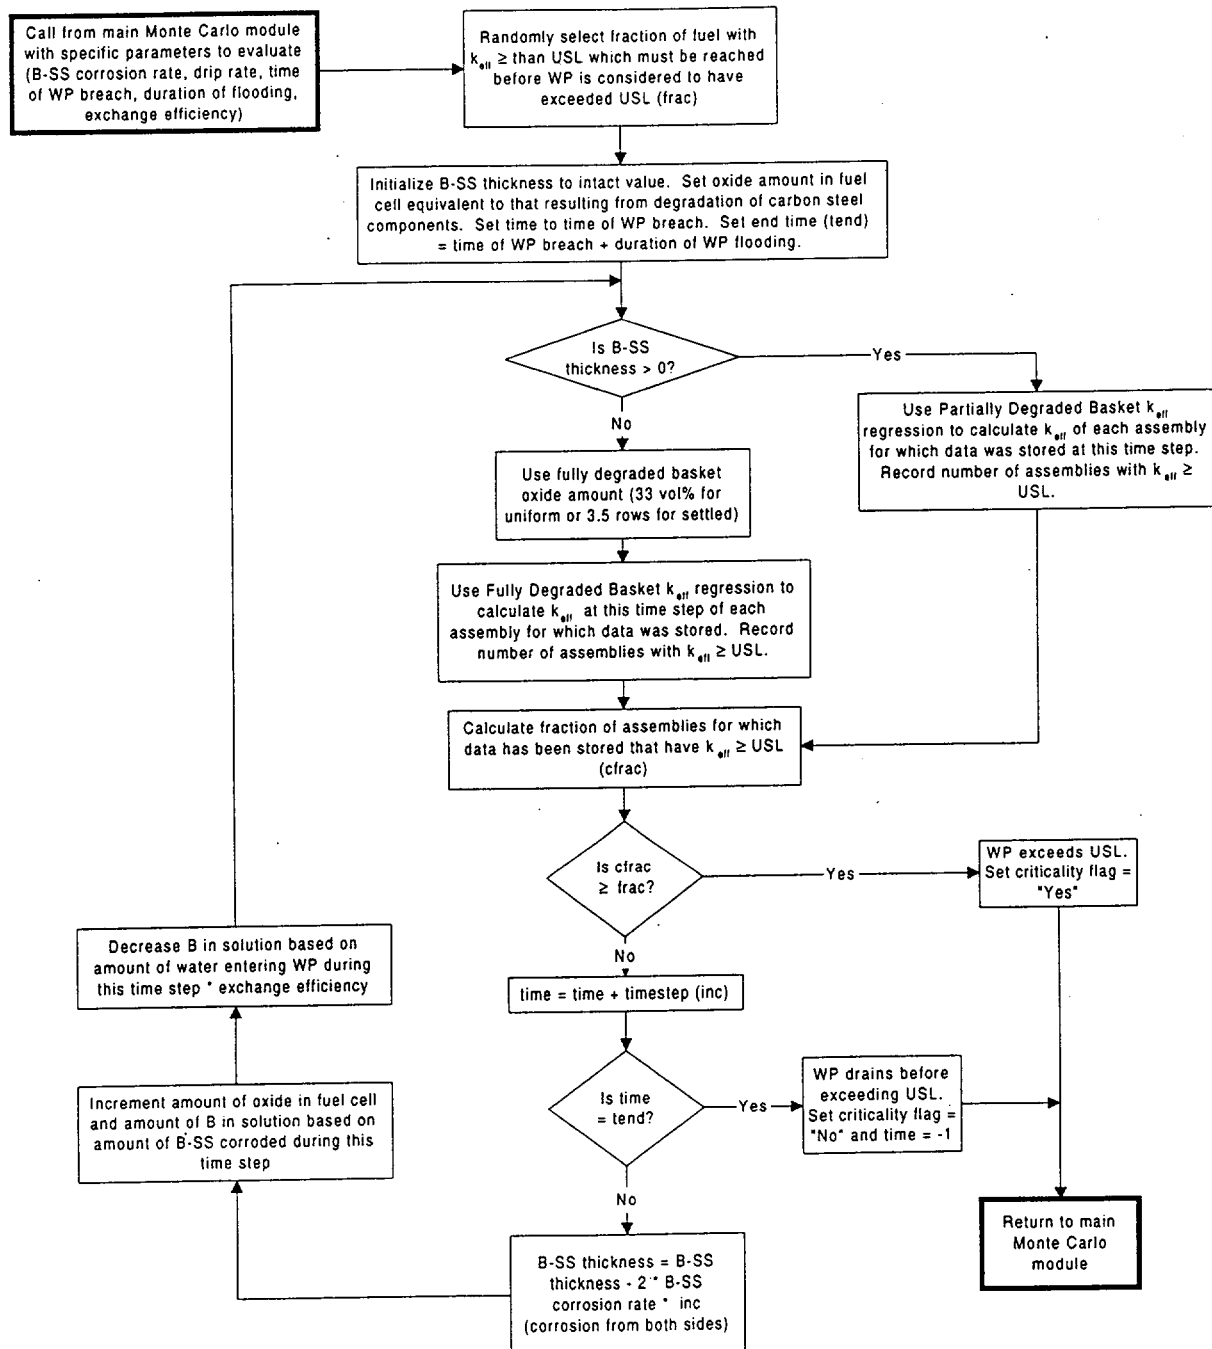 Call from main Monte Carlo module
with specific parameters to evaluate
(B-SS corrosion rate, drip rate, time
of WP breach, duration of flooding,
exchange efficiency)
Randomly select fraction of fuel with
keff ≥ than USL which must be reached
before WP is considered to have
exceeded USL (frac)
Initialize B-SS thickness to intact value. Set oxide amount in fuel
cell equivalent to that resulting from degradation of carbon steel
components. Set time to time of WP breach. Set end time (tend)
= time of WP breach + duration of WP flooding.
Is B-SS
thickness > 0?
Yes
No
Use Partially Degraded Basket keff
regression to calculate keff of each assembly
for which data was stored at this time step.
Record number of assemblies with keff ≥
USL.
Use fully degraded basket
oxide amount (33 vol% for
uniform or 3.5 rows for settled)
Use Fully Degraded Basket keff regression to
calculate keff at this time step of each
assembly for which data was stored. Record
number of assemblies with keff ≥ USL.
Calculate fraction of assemblies for which
data has been stored that have keff ≥ USL
(cfrac)
Is cfrac
≥ frac?
Yes
WP exceeds USL.
Set criticality flag =
"Yes"
No
time = time + timestep (inc)
Is time
= tend?
Yes
WP drains before
exceeding USL.
Set criticality flag =
"No" and time = -1
No
Return to main
Monte Carlo
module
B-SS thickness = B-SS
thickness - 2 * B-SS
corrosion rate * inc
(corrosion from both sides)
Increment amount of oxide in fuel cell
and amount of B in solution based on
amount of B-SS corroded during this
time step
Decrease B in solution based on
amount of water entering WP during
this time step * exchange efficiency